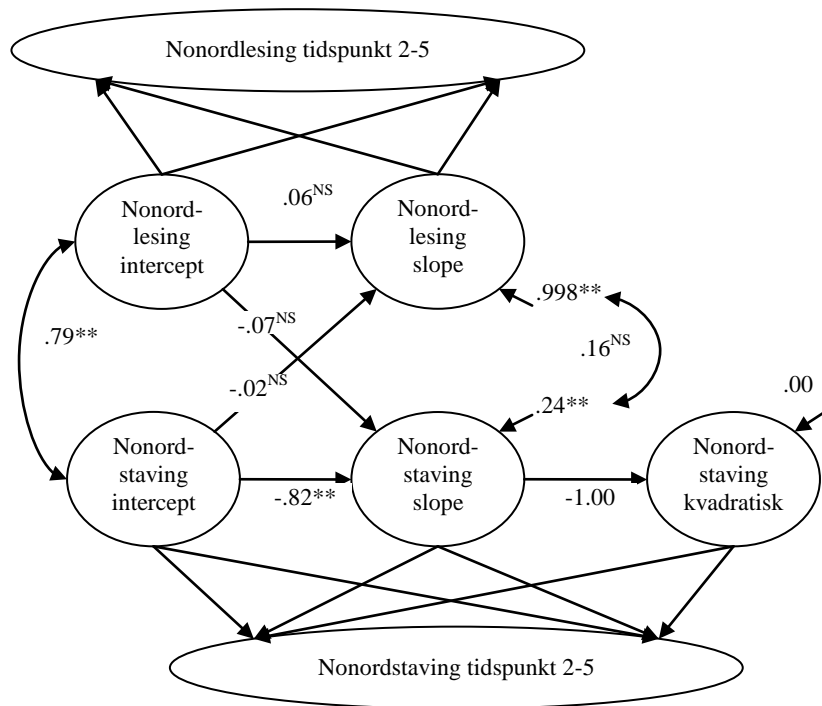 Nonordlesing tidspunkt 2-5
Nonord-
lesing
intercept
.06NS
Nonord-
lesing
slope
.998**
.79**
-.07NS
.16NS
-.02NS
.24**
.00
Nonord-
staving
intercept
-.82**
Nonord-
staving
slope
-1.00
Nonord-
staving
kvadratisk
Nonordstaving tidspunkt 2-5